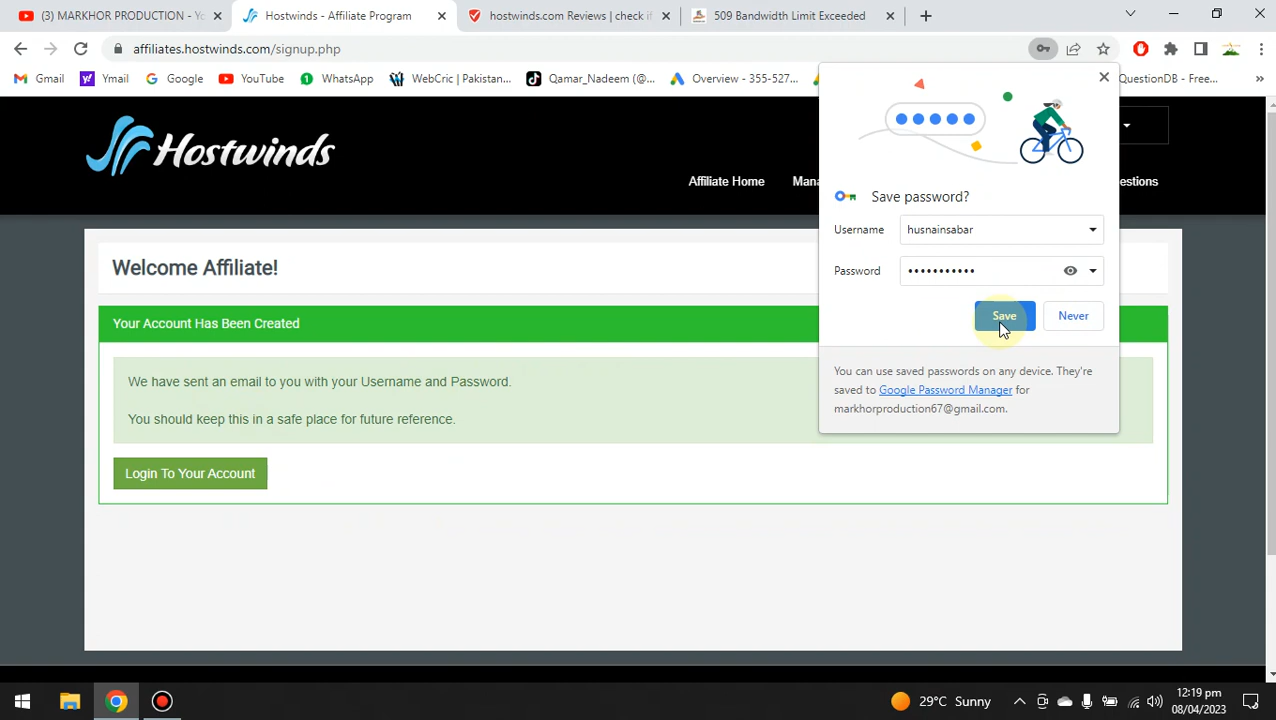 (3) MARKHOR PRODUCTION - Yo
Hostwinds - Affiliate Program
hostwinds.com Reviews | check if
509 Bandwidth Limit Exceeded
affiliates.hostwinds.com/signup.php
Gmail
Ymail
Google
YouTube
WhatsApp
WebCric | Pakistan...
Qamar_Nadeem (@...
Overview - 355-527...
QuestionDB - Fre...
»
Hostwinds
Affiliate Home
Mana
estions
Save password?
Username
husnainsabar
Password
•••••••••••
Save
Never
You can use saved passwords on any device. They're
saved to Google Password Manager for
markhorproduction67@gmail.com.
Welcome Affiliate!
Your Account Has Been Created
We have sent an email to you with your Username and Password.
You should keep this in a safe place for future reference.
Login To Your Account
29°C Sunny
12:19 pm
08/04/2023